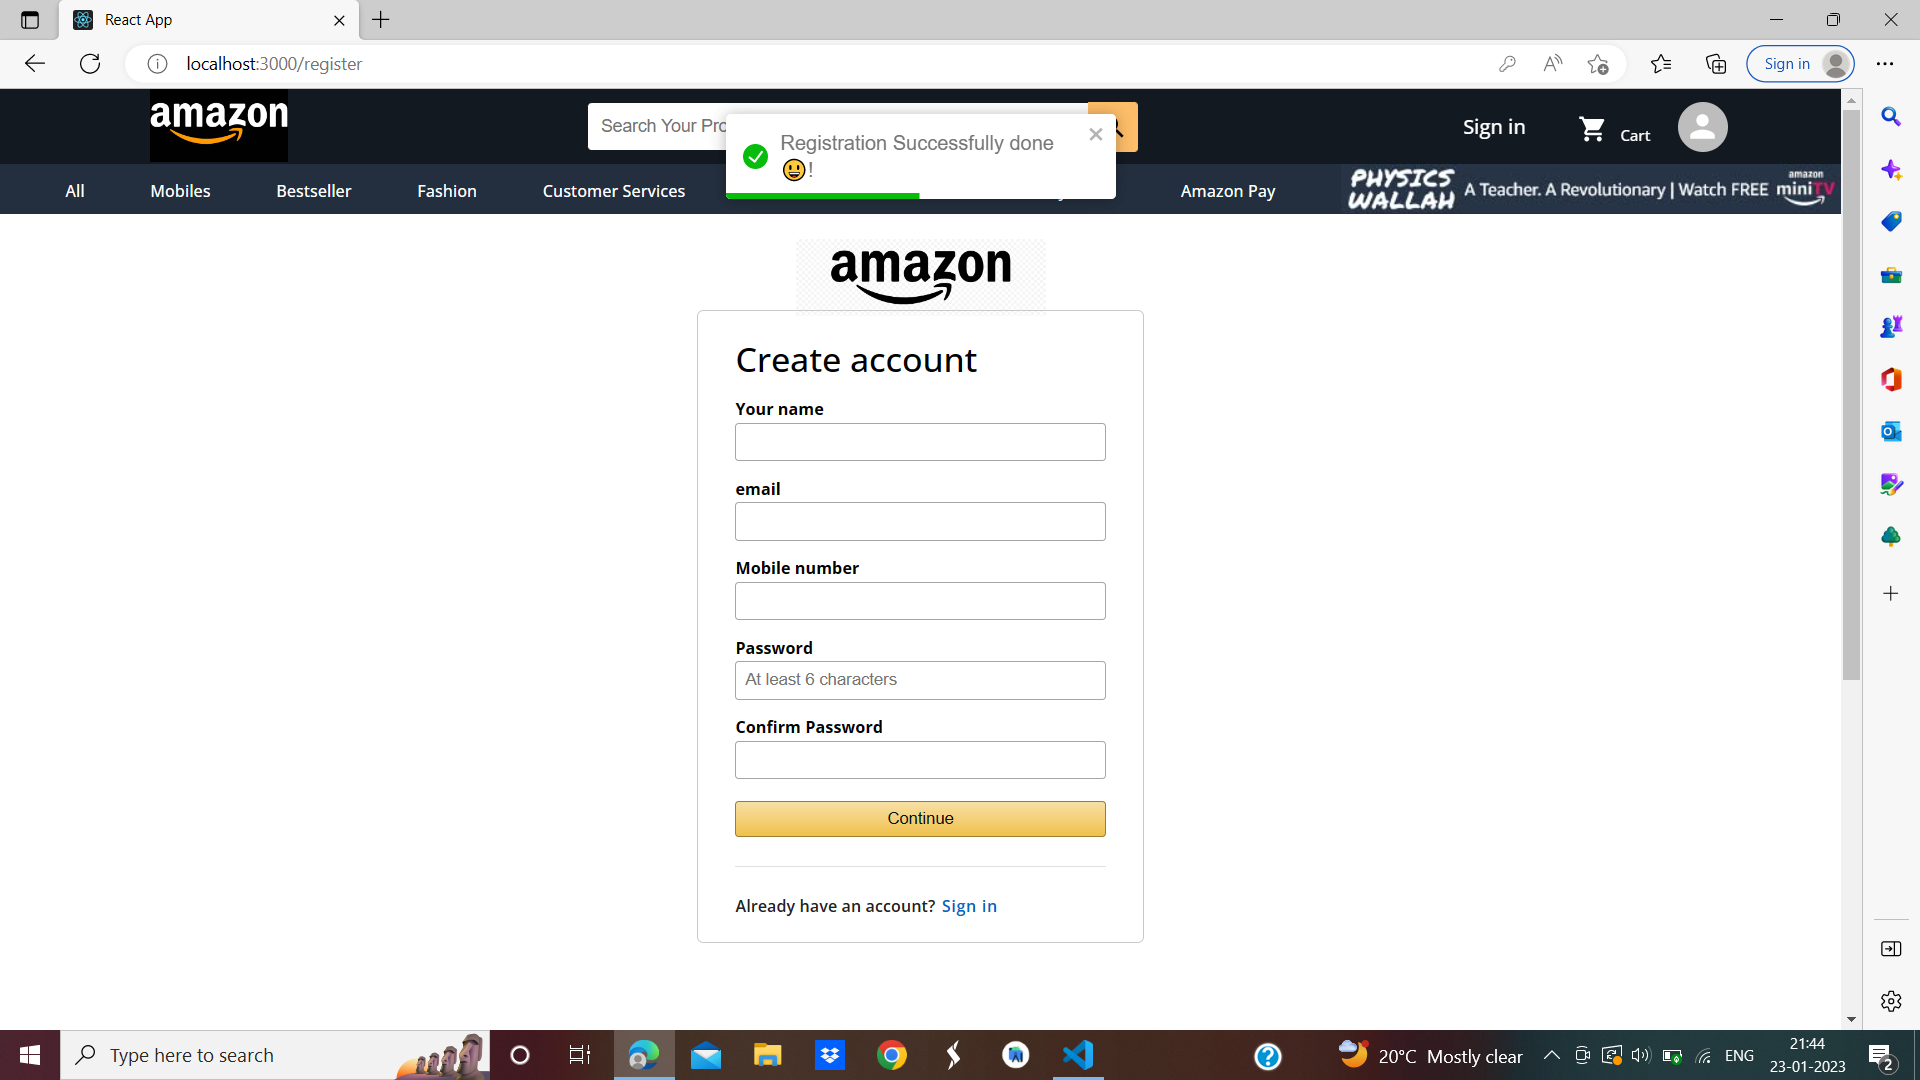 React App
localhost:3000/register
Sign in
amazon
Search Your Pro
Registration Successfully done
😃!
Sign in
Cart
All
Mobiles
Bestseller
Fashion
Customer Services
Amazon Pay
PHYSICS
WALLAH
A Teacher. A Revolutionary | Watch FREE
amazon
miniTV
amazon
Create account
Your name
email
Mobile number
Password
At least 6 characters
Confirm Password
Continue
Already have an account? Sign in
Type here to search
20°C Mostly clear
ENG
21:44
23-01-2023
2